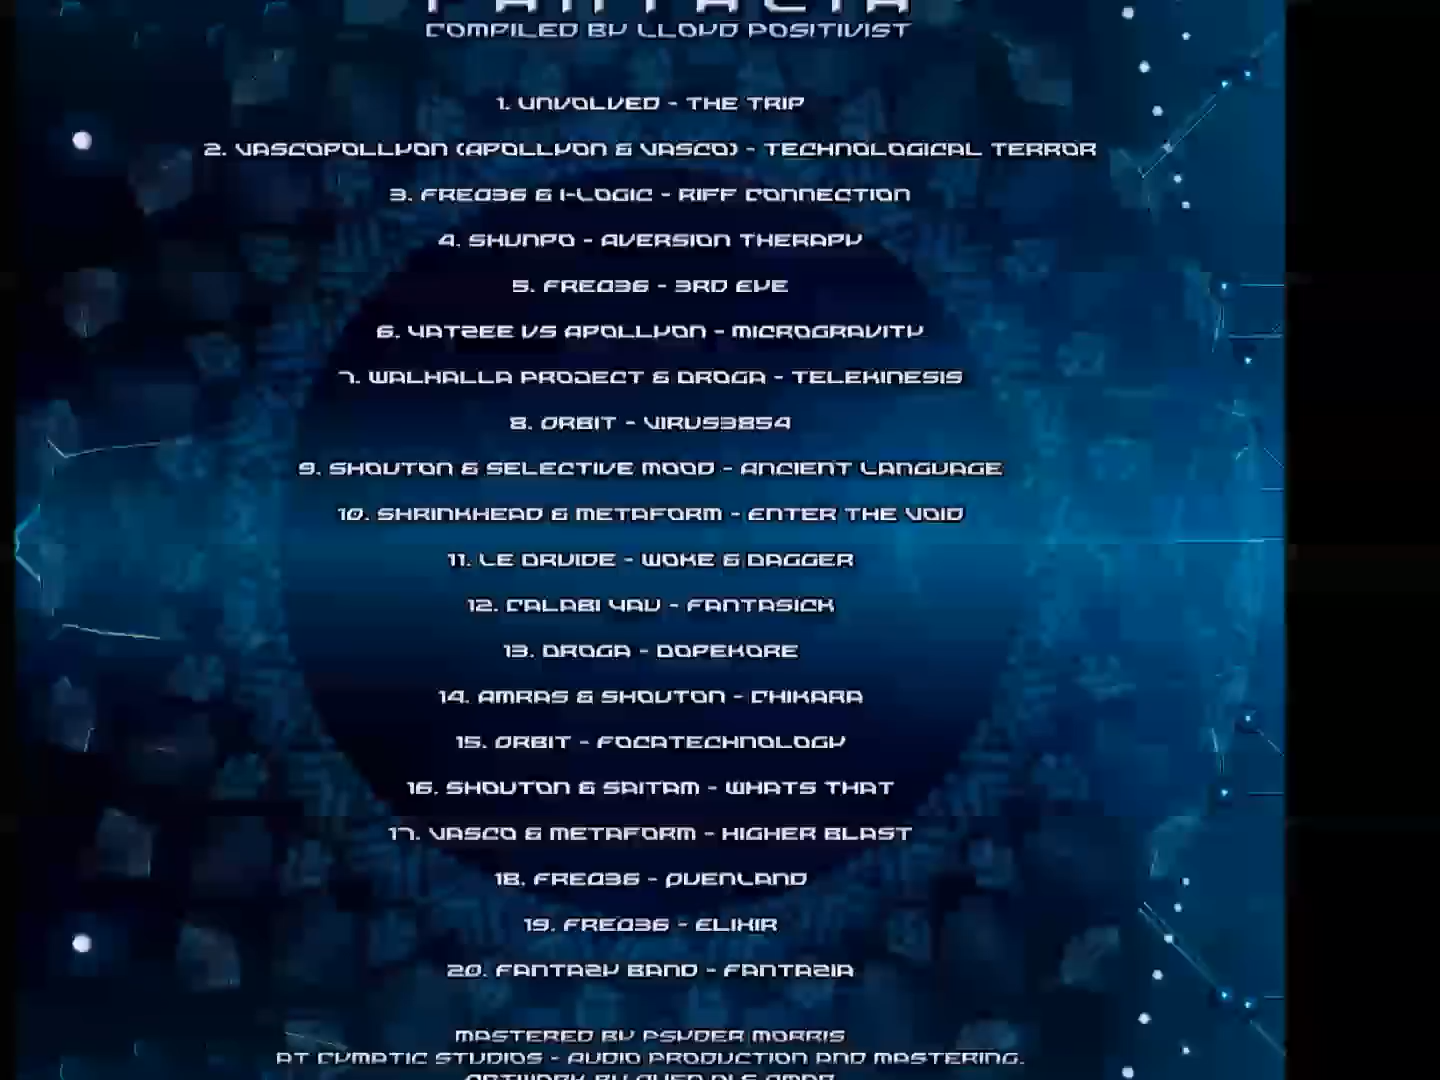 COMPILED BY LLOYD POSITIVIST
1. UNVOLVED - THE TRIP
2. VASCOPOLLYON (APOLLYON & VASCO) - TECHNOLOGICAL TERROR
3. FREQ36 & I-LOGIC - RIFF CONNECTION
4. SHUNPO - AVERSION THERAPY
5. FREQ36 - 3RD EYE
6. YATZEE VS APOLLYON - MICROGRAVITY
7. WALHALLA PROJECT & DROGA - TELEKINESIS
8. ORBIT - VIRUS3854
9. SHOUTON & SELECTIVE MOOD - ANCIENT LANGUAGE
10. SHRINKHEAD & METAFORM - ENTER THE VOID
11. LE DRUIDE - WOKE & DAGGER
12. CALABI YAU - FANTASICK
13. DROGA - DOPEKORE
14. AMRAS & SHOUTON - CHIKARA
15. ORBIT - FOCATECHNOLOGY
16. SHOUTON & SAITAM - WHATS THAT
17. VASCO & METAFORM - HIGHER BLAST
18. FREQ36 -
19. FREQ36 - ELIXIR
20. FANTAZY BAND - FANTAZIA
MASTERED BY PSYDER MORRIS
AT CYMATIC STUDIOS - AUDIO PRODUCTION AND MASTERING.
ARTWORK BY